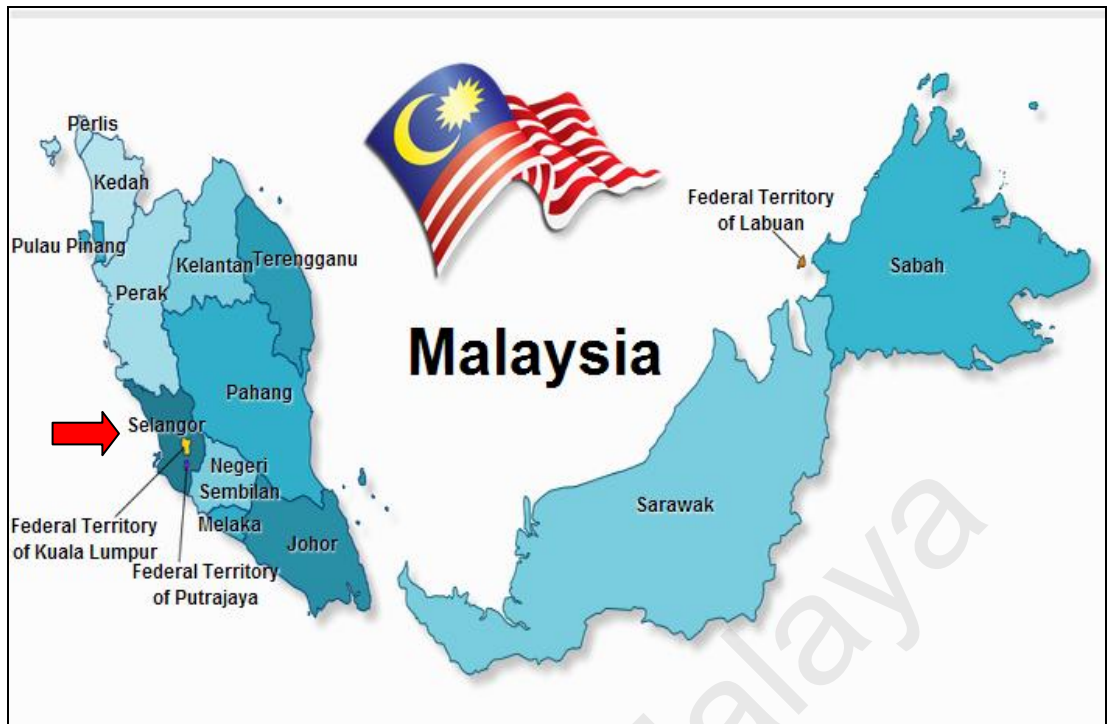 Perlis
Kedah
Pulau Pinang
Perak
Kelantan
Terengganu
Pahang
Selangor
Negeri
Sembilan
Melaka
Johor
Federal Territory
of Kuala Lumpur
Federal Territory
of Putrajaya
Malaysia
Federal Territory
of Labuan
Sabah
Sarawak
alaya